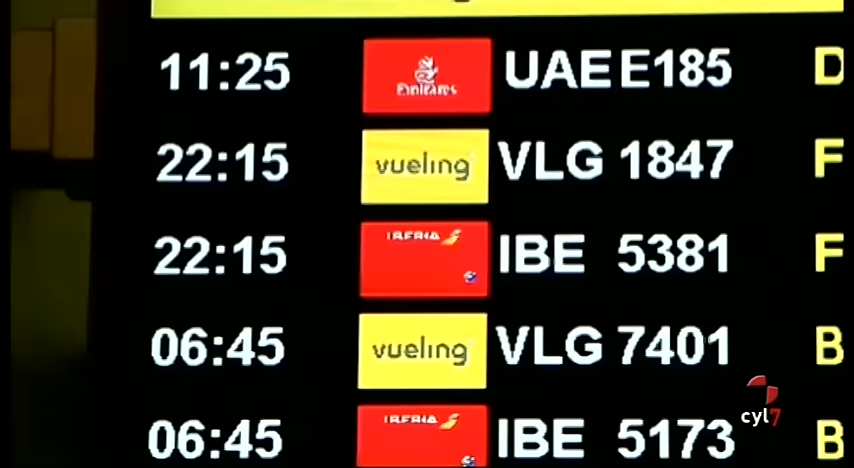 11:25 Emirates UAE E185 D
22:15 vueling VLG 1847 F
22:15 IBERIA IBE 5381 F
06:45 vueling VLG 7401 B
cyl7
06:45 IBERIA IBE 5173 B